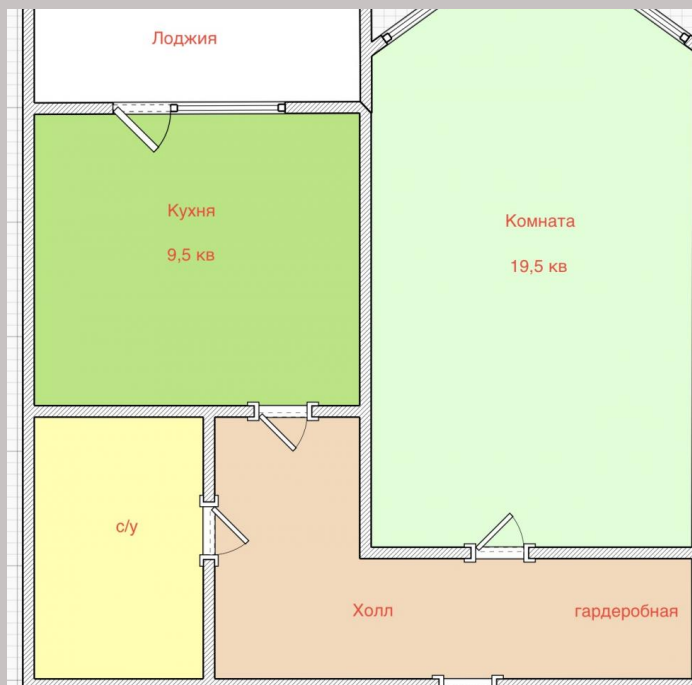 Лоджия
Кухня
9,5 кв
Комната
19,5 кв
с/у
Холл
гардеробная